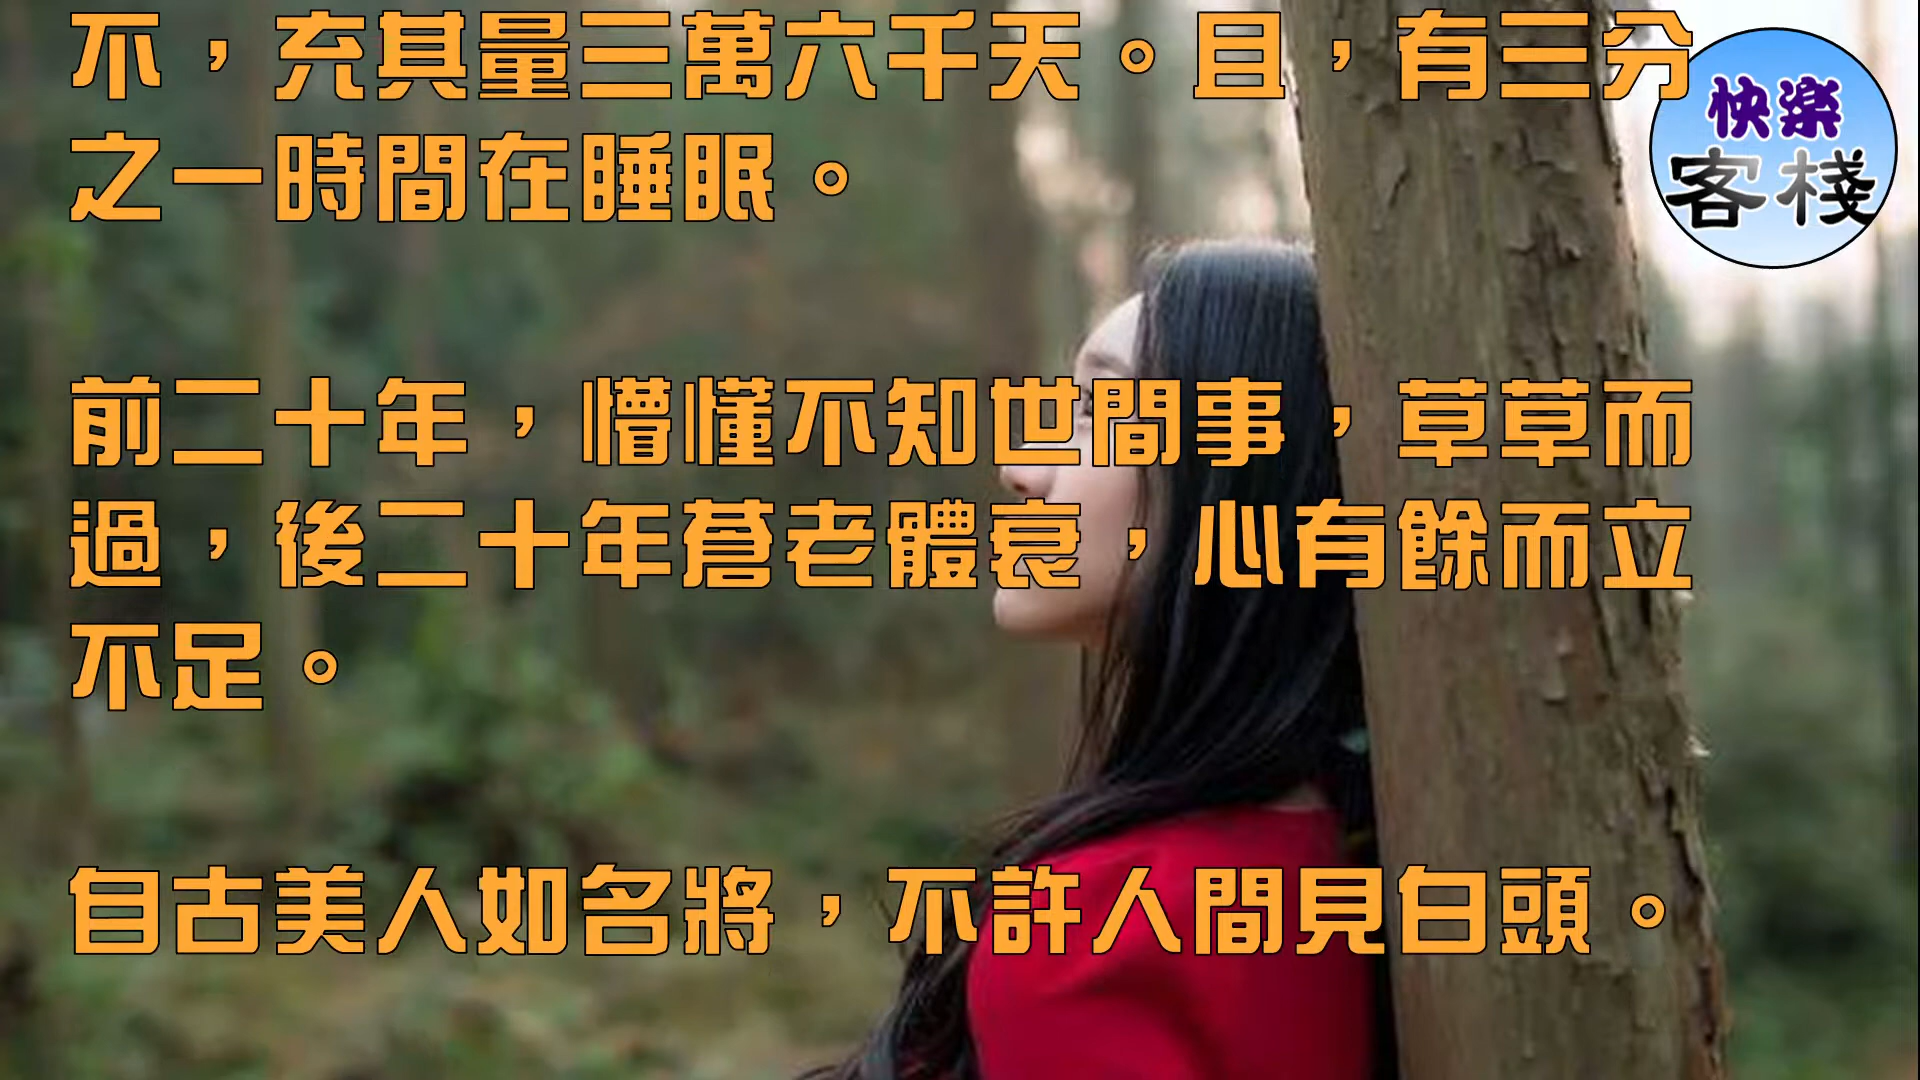 不，充其量三萬六千天。且，有三分
之一時間在睡眠。
前二十年，懵懂不知世間事，草草而
過，後二十年蒼老體衰，心有餘而立
不足。
自古美人如名將，不許人間見白頭。
快樂
客棧